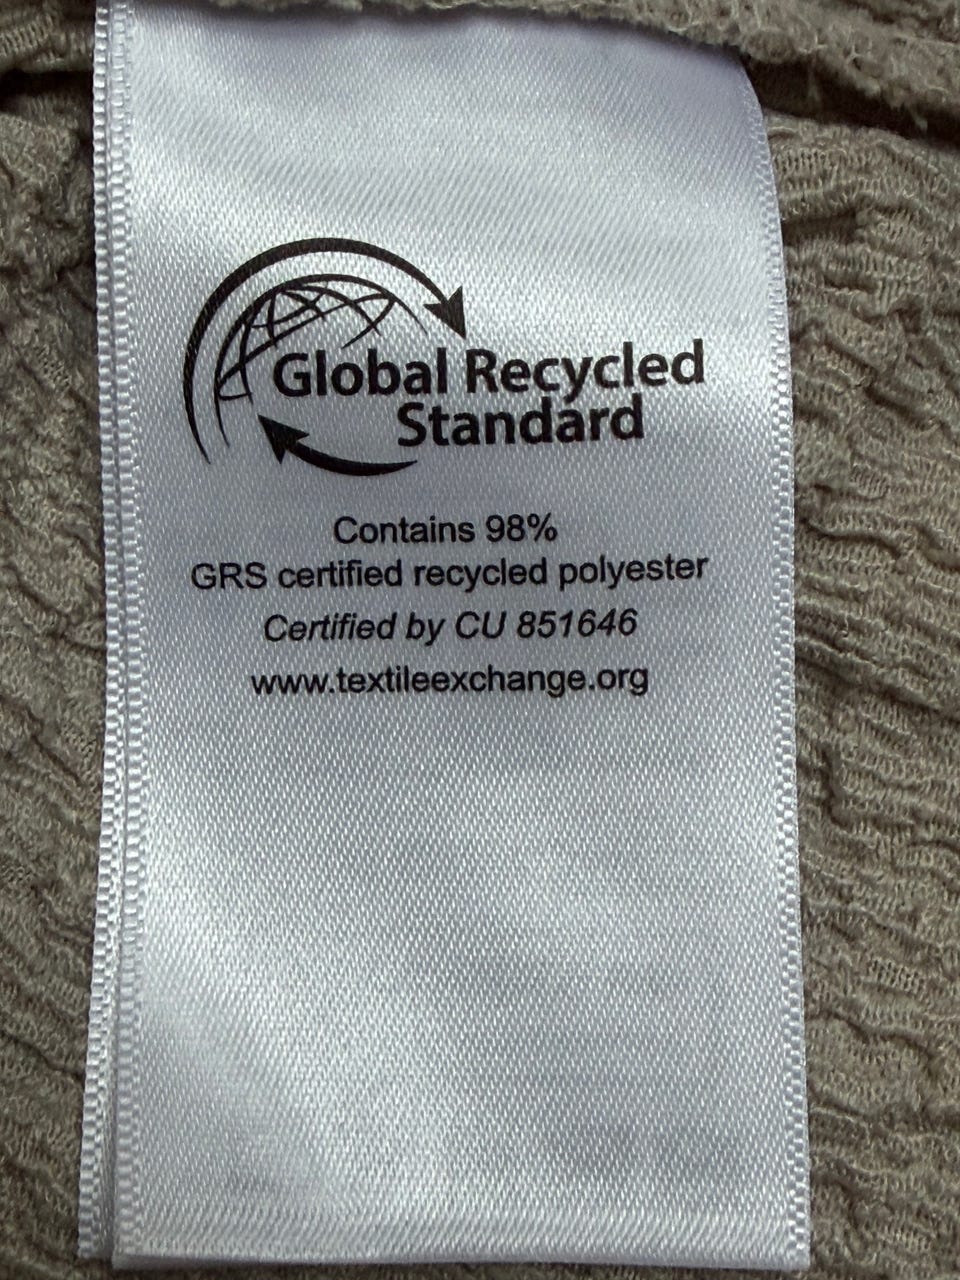 Global Recycled
Standard
Contains 98%
GRS certified recycled polyester
Certified by CU 851646
www.textileexchange.org